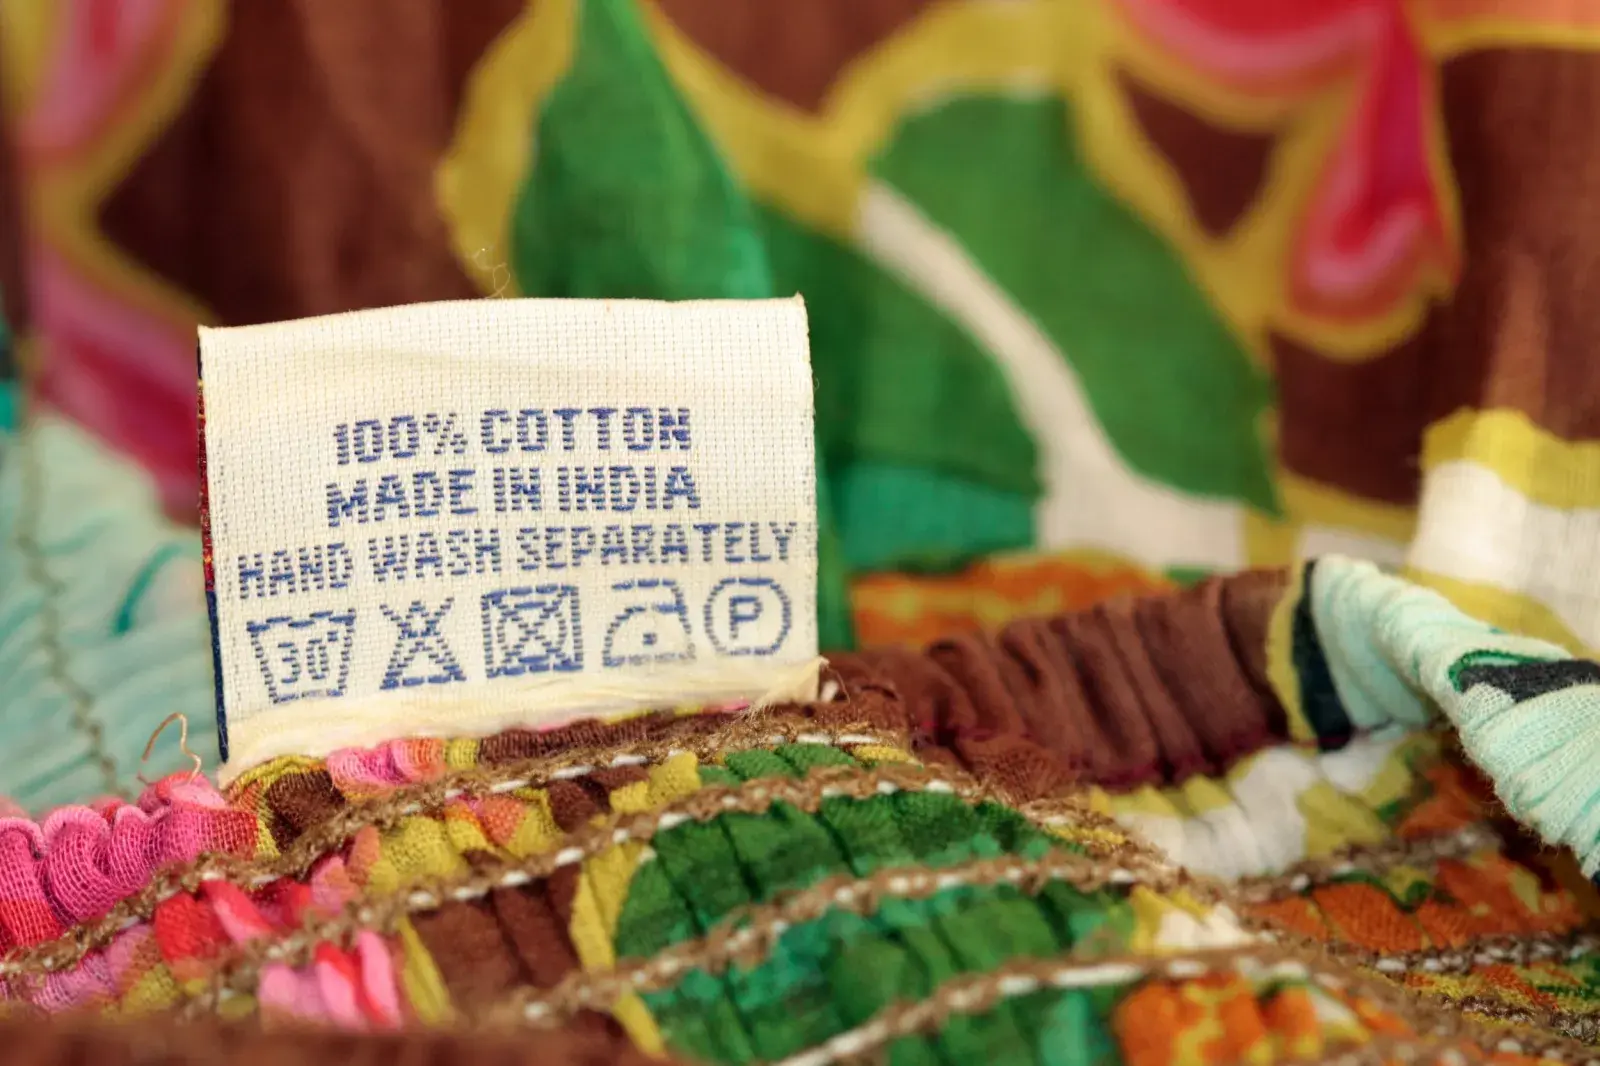 100% COTTON
MADE IN INDIA
HAND WASH SEPARATELY
30° P